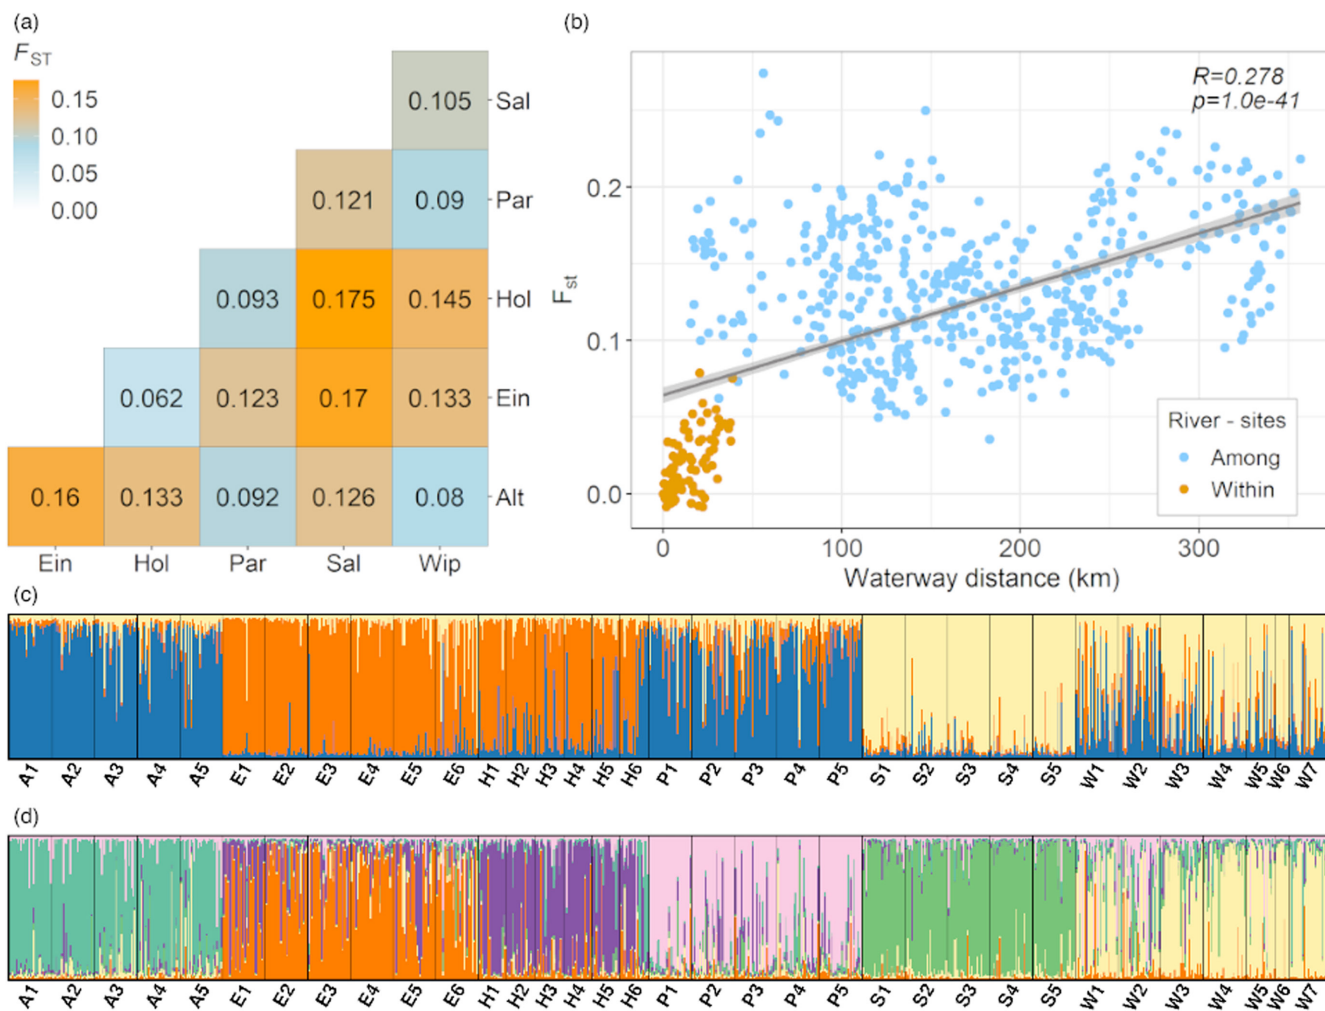 (a)
F_ST
0.15
0.10
0.05
0.00
0.105 Sal
0.121 0.09 Par
0.093 0.175 0.145 Hol
0.062 0.123 0.17 0.133 Ein
0.16 0.133 0.092 0.126 0.08 Alt
Ein Hol Par Sal Wip
(b)
R=0.278
p=1.0e-41
F_st
0.2
0.1
0.0
River - sites
Among
Within
0 100 200 300
Waterway distance (km)
(c)
A1 A2 A3 A4 A5 E1 E2 E3 E4 E5 E6 H1 H2 H3 H4 H5 H6 P1 P2 P3 P4 P5 S1 S2 S3 S4 S5 W1 W2 W3 W4 W5 W6 W7
(d)
A1 A2 A3 A4 A5 E1 E2 E3 E4 E5 E6 H1 H2 H3 H4 H5 H6 P1 P2 P3 P4 P5 S1 S2 S3 S4 S5 W1 W2 W3 W4 W5 W6 W7